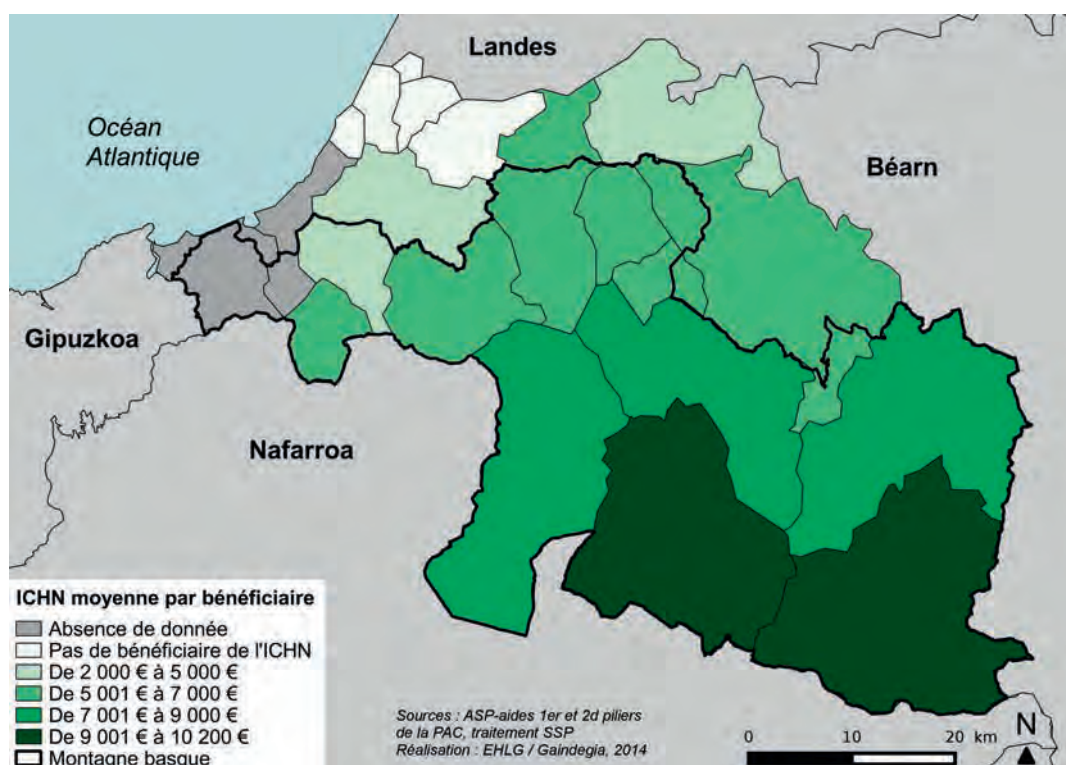 Landes
Océan
Atlantique
Béarn
Gipuzkoa
Nafarroa
ICHN moyenne par bénéficiaire
Absence de donnée
Pas de bénéficiaire de l'ICHN
De 2 000 € à 5 000 €
De 5 001 € à 7 000 €
De 7 001 € à 9 000 €
De 9 001 € à 10 200 €
Montagne basque
Sources : ASP-aides 1er et 2d piliers
de la PAC, traitement SSP
Réalisation : EHLG / Gaindegia, 2014
0 10 20 km
N